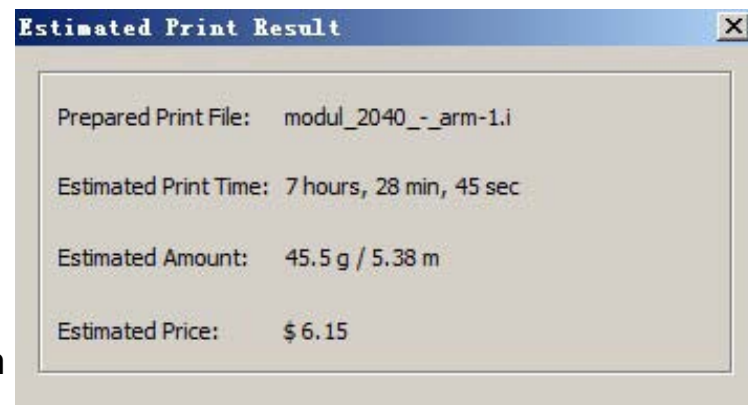 Estimated Print Result
Prepared Print File: modul_2040_-_arm-1.i
Estimated Print Time: 7 hours, 28 min, 45 sec
Estimated Amount: 45.5 g / 5.38 m
Estimated Price: $ 6.15